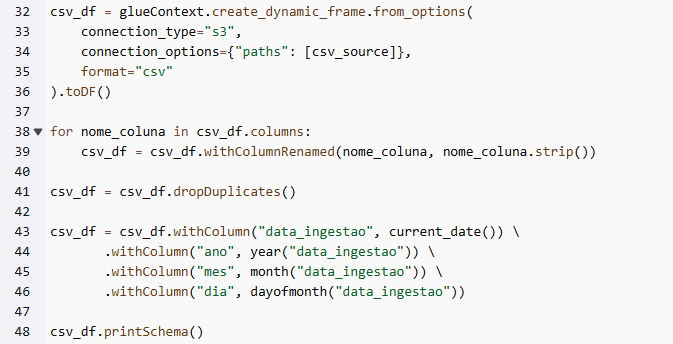 32 csv_df = glueContext.create_dynamic_frame.from_options(
33     connection_type="s3",
34     connection_options={"paths": [csv_source]},
35     format="csv"
36 ).toDF()
37
38 for nome_coluna in csv_df.columns:
39     csv_df = csv_df.withColumnRenamed(nome_coluna, nome_coluna.strip())
40
41 csv_df = csv_df.dropDuplicates()
42
43 csv_df = csv_df.withColumn("data_ingestao", current_date()) \
44        .withColumn("ano", year("data_ingestao")) \
45        .withColumn("mes", month("data_ingestao")) \
46        .withColumn("dia", dayofmonth("data_ingestao"))
47
48 csv_df.printSchema()